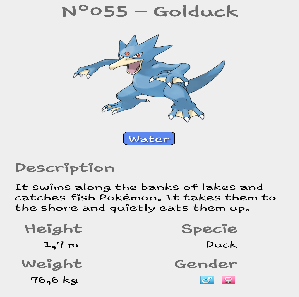 Nº055 – Golduck
Water
Description
It swims along the banks of lakes and
catches fish Pokémon. It takes them to
the shore and quietly eats them up.
Height Specie
1,7 m Duck
Weight Gender
76,6 kg